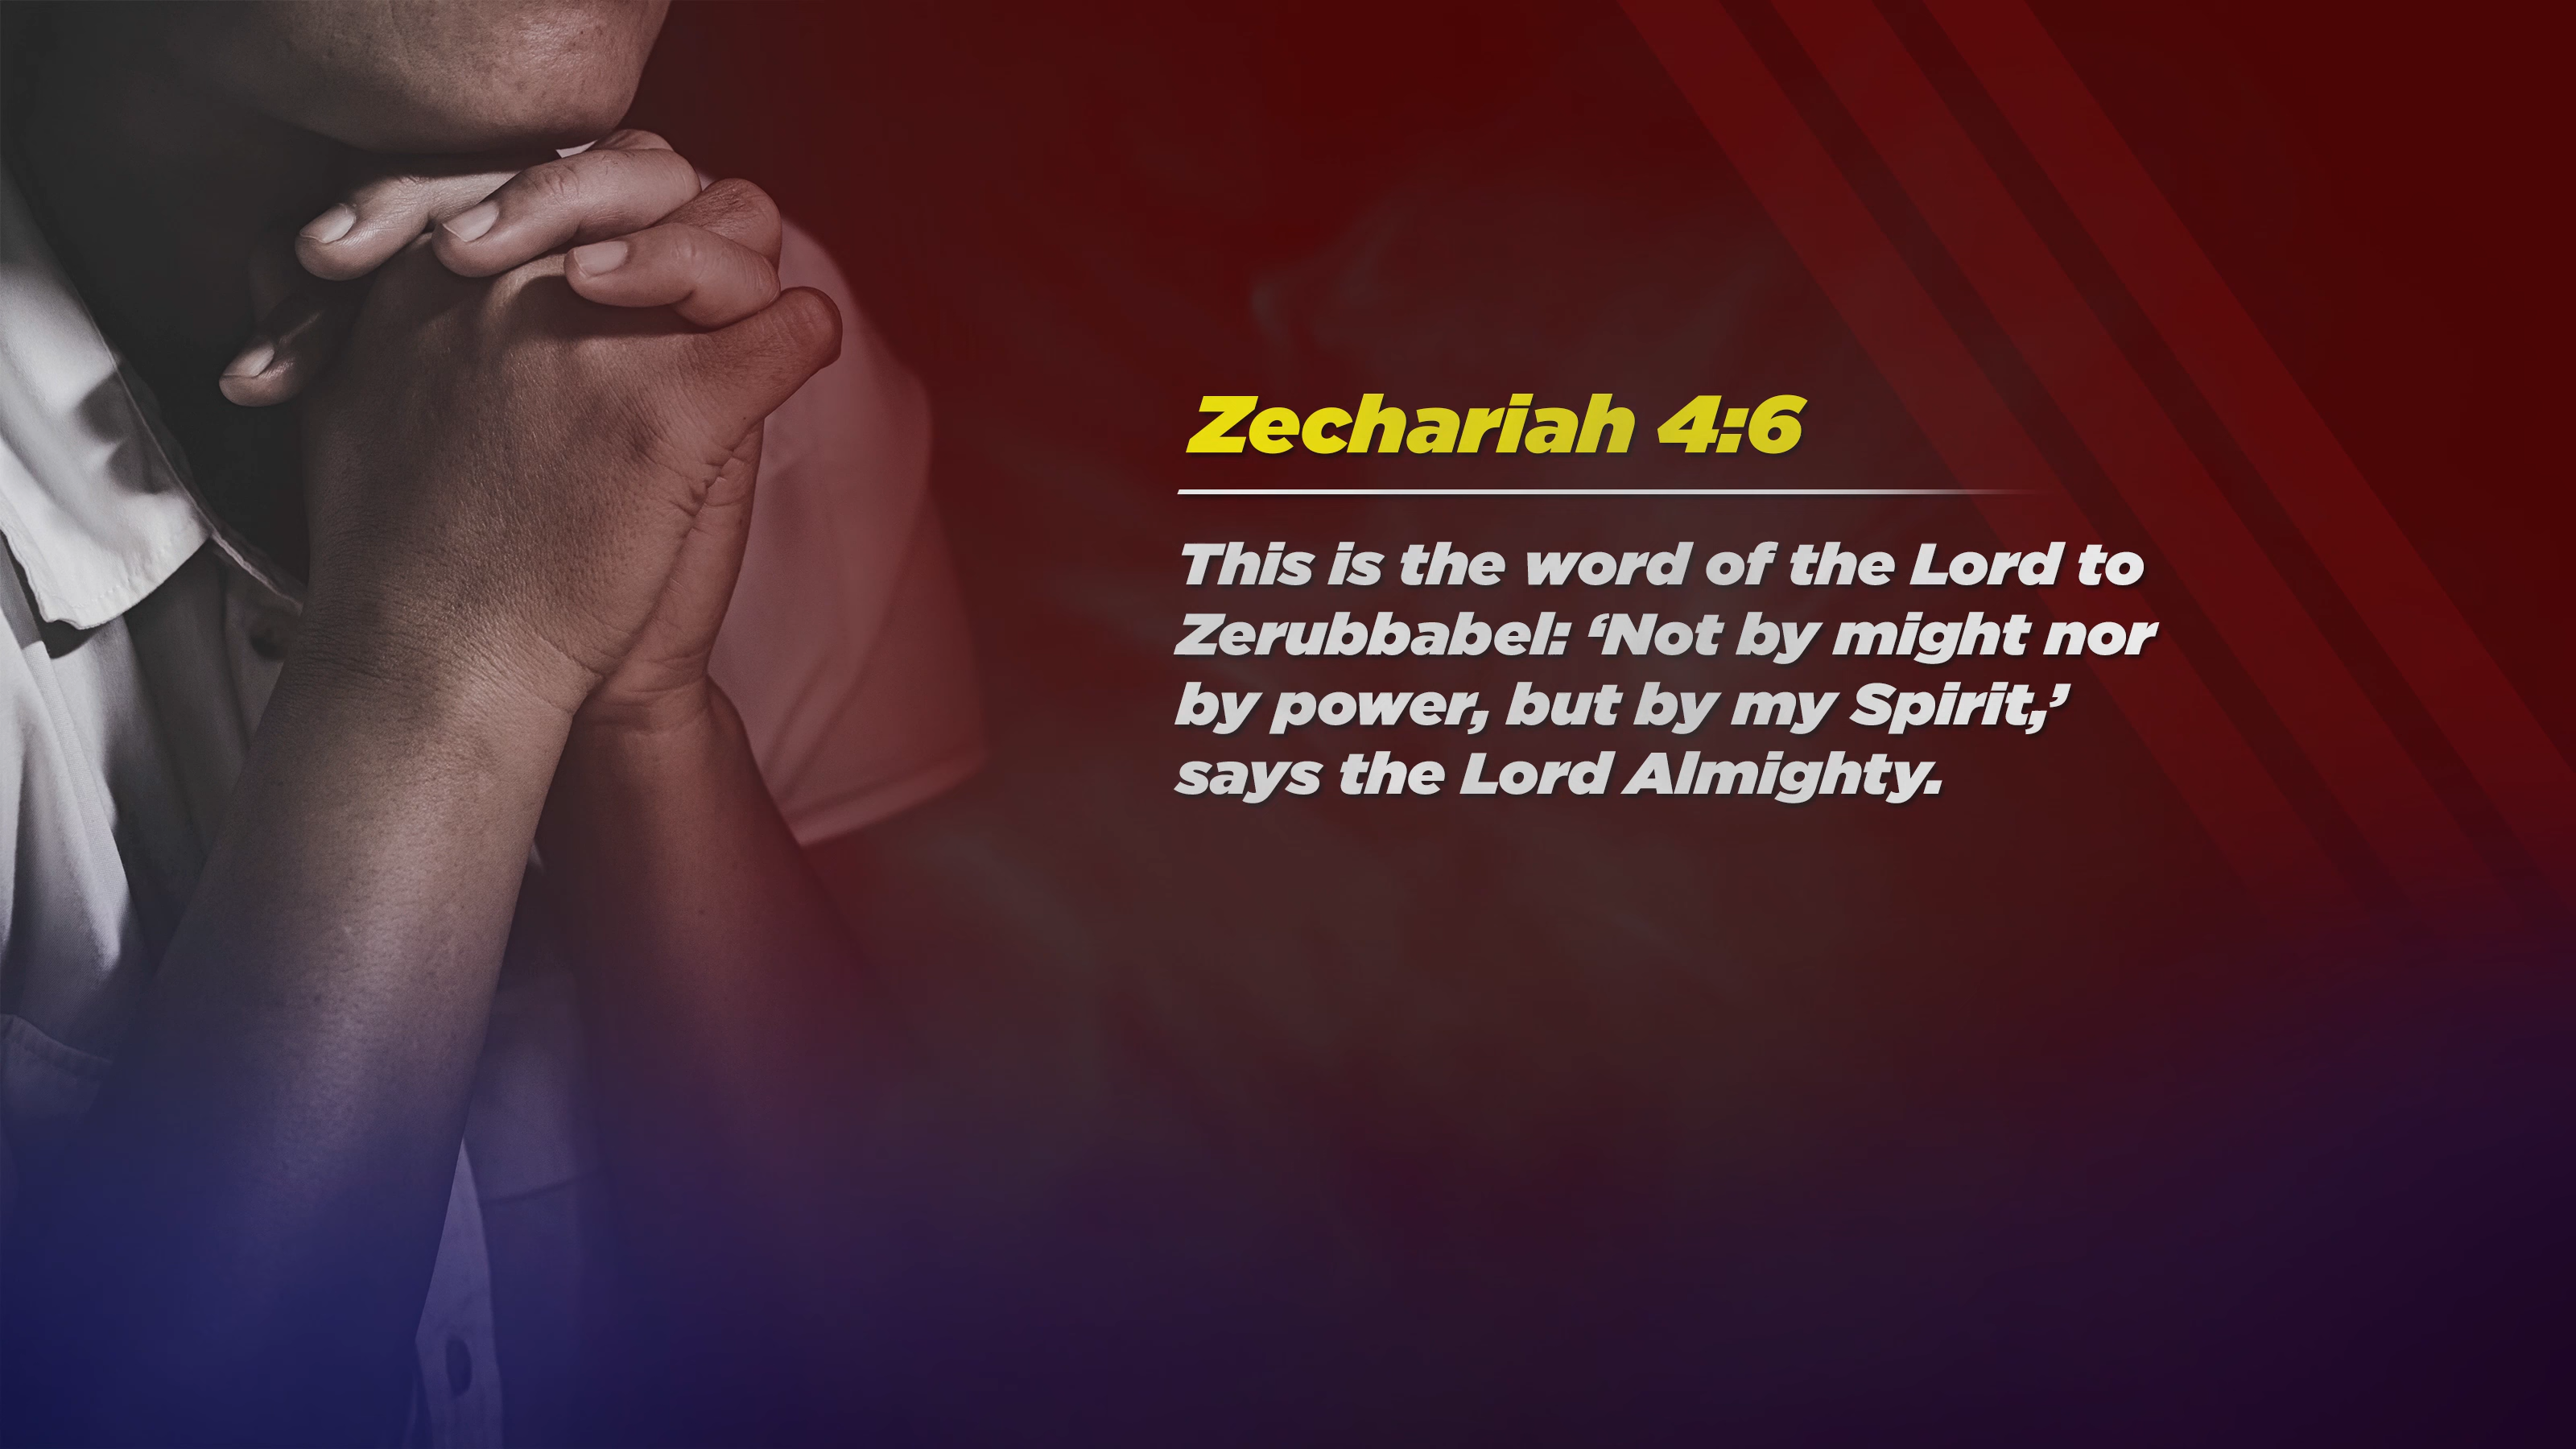 Zechariah 4:6
This is the word of the Lord to
Zerubbabel: ‘Not by might nor
by power, but by my Spirit,’
says the Lord Almighty.